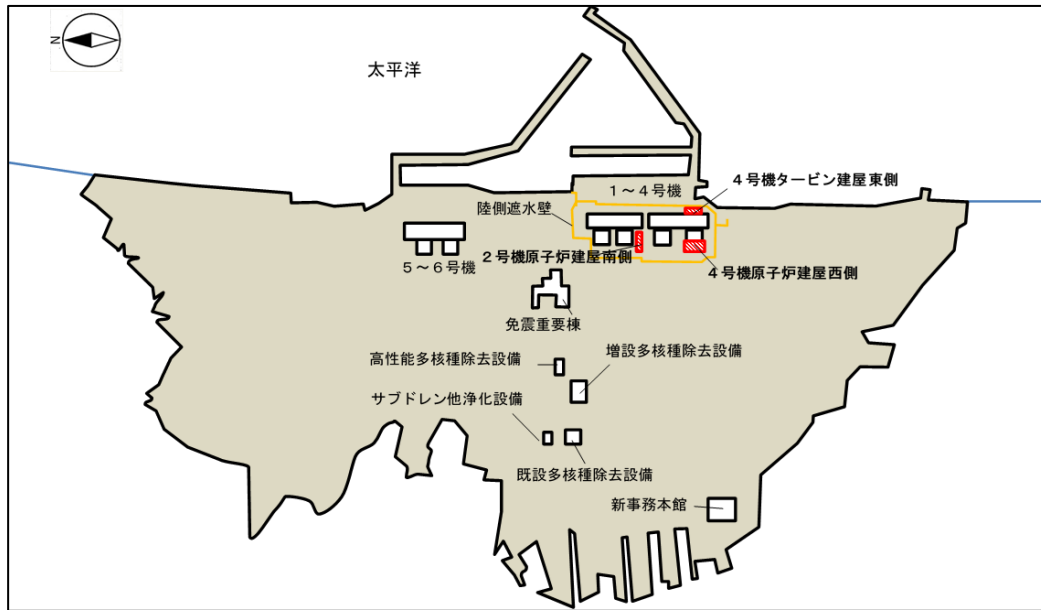 N
太平洋
1~4号機
4号機タービン建屋東側
陸側遮水壁
2号機原子炉建屋南側
4号機原子炉建屋西側
5~6号機
免震重要棟
高性能多核種除去設備
増設多核種除去設備
サブドレン他浄化設備
既設多核種除去設備
新事務本館